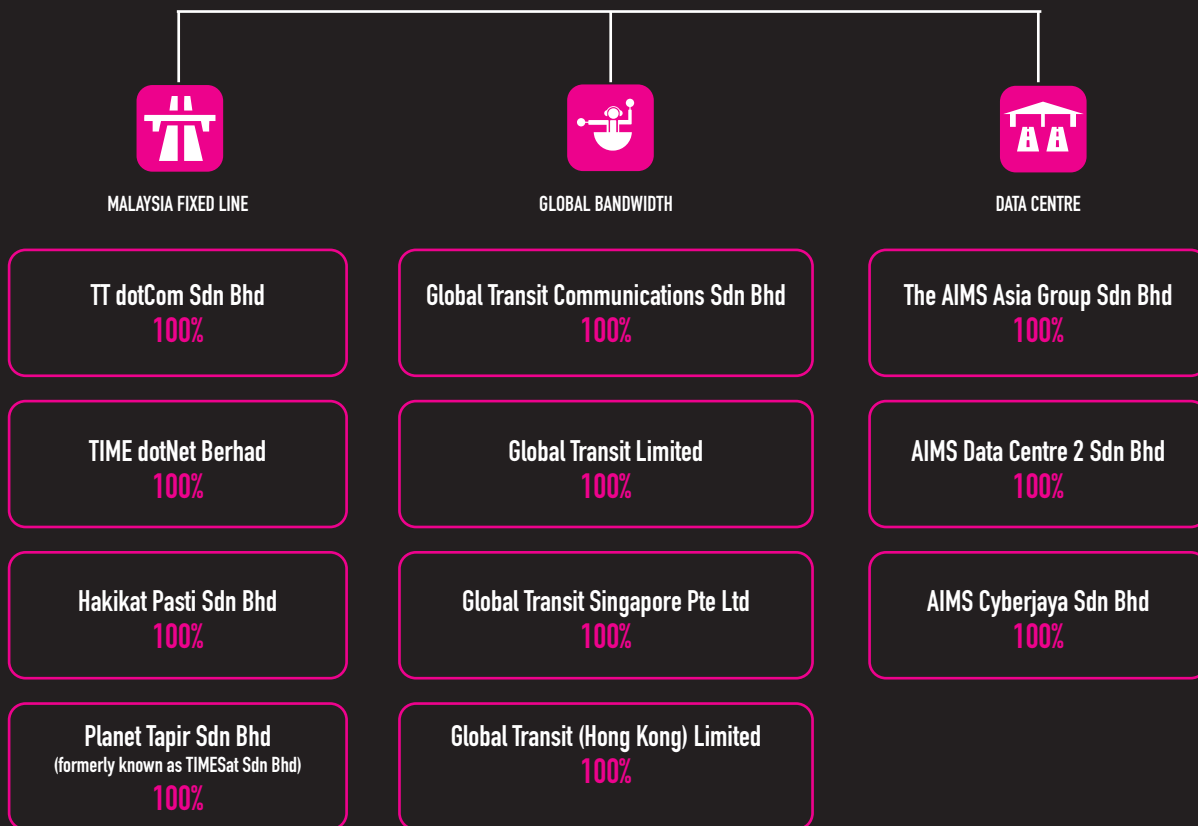 MALAYSIA FIXED LINE
TT dotCom Sdn Bhd
100%
TIME dotNet Berhad
100%
Hakikat Pasti Sdn Bhd
100%
Planet Tapir Sdn Bhd
(formerly known as TIMESat Sdn Bhd)
100%
GLOBAL BANDWIDTH
Global Transit Communications Sdn Bhd
100%
Global Transit Limited
100%
Global Transit Singapore Pte Ltd
100%
Global Transit (Hong Kong) Limited
100%
DATA CENTRE
The AIMS Asia Group Sdn Bhd
100%
AIMS Data Centre 2 Sdn Bhd
100%
AIMS Cyberjaya Sdn Bhd
100%